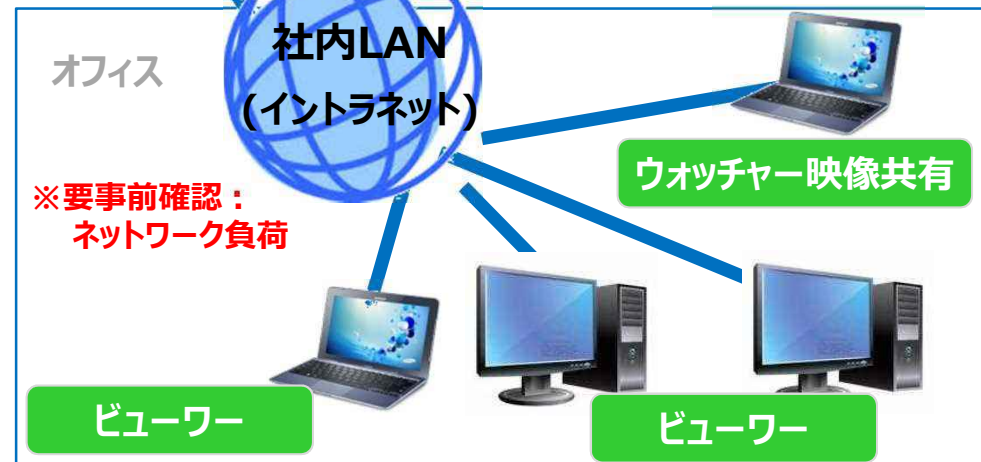 社内LAN
(イントラネット)
オフィス
ウォッチャー映像共有
※要事前確認：
ネットワーク負荷
ビューワー
ビューワー